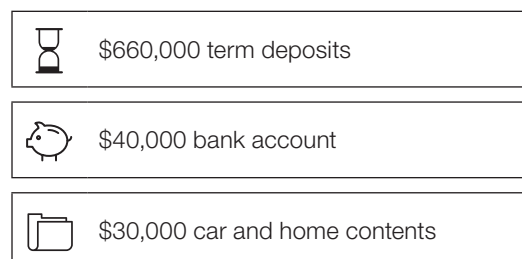 $660,000 term deposits
$40,000 bank account
$30,000 car and home contents